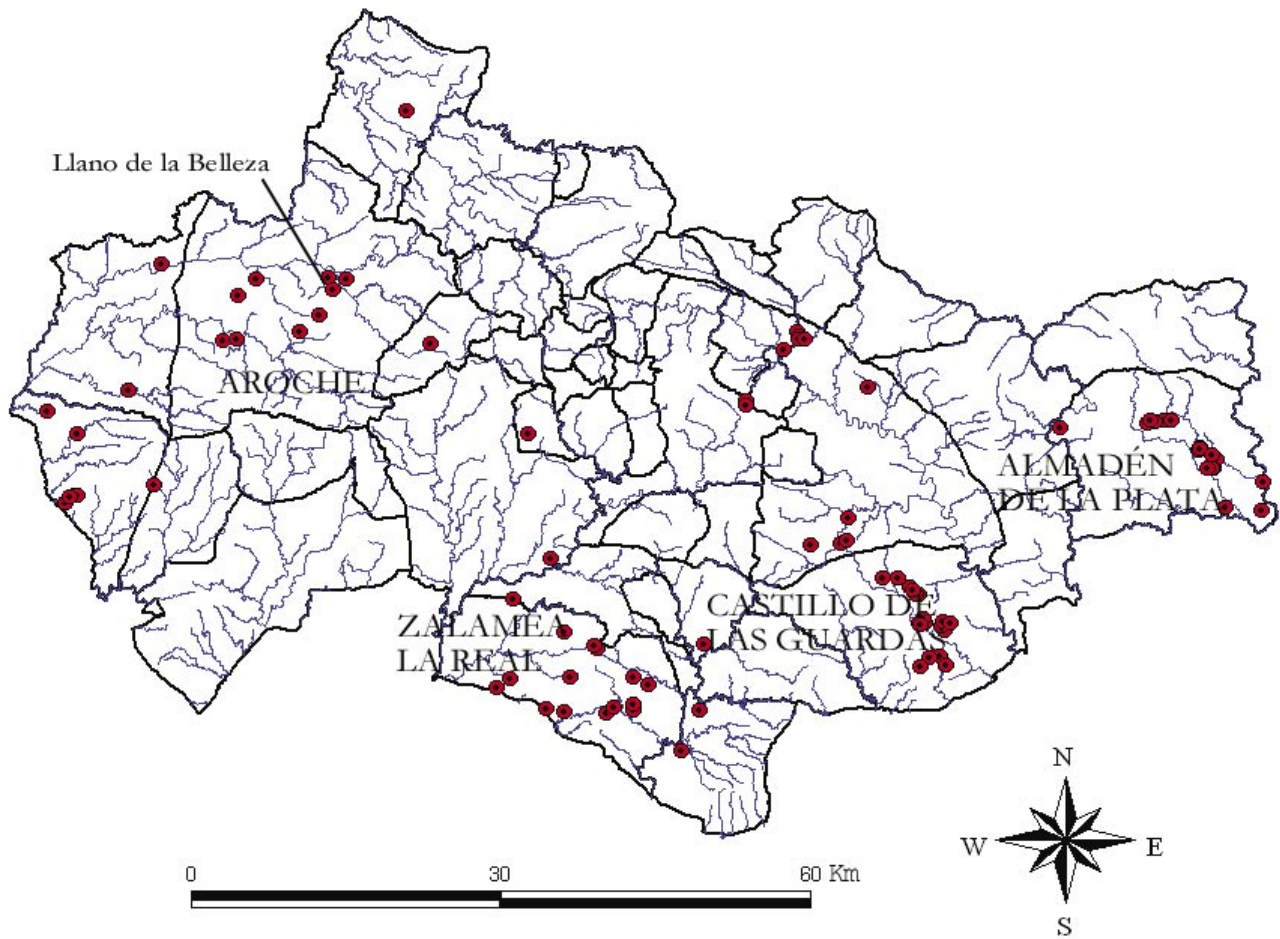 Llano de la Belleza
AROCHE
ALMADÉN
DE LA PLATA
CASTILLO DE
LAS GUARDAS
ZALAMEA
LA REAL
N
W
E
S
0
30
60 Km